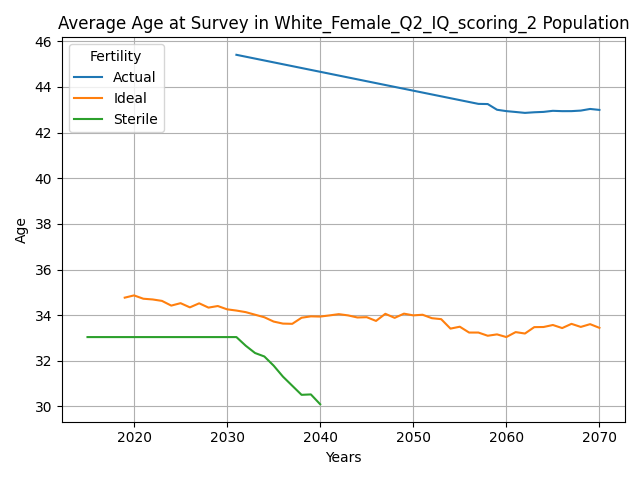 Average Age at Survey in White_Female_Q2_IQ_scoring_2 Population
Fertility
Actual
Ideal
Sterile
Age
46
44
42
40
38
36
34
32
30
2020
2030
2040
2050
2060
2070
Years